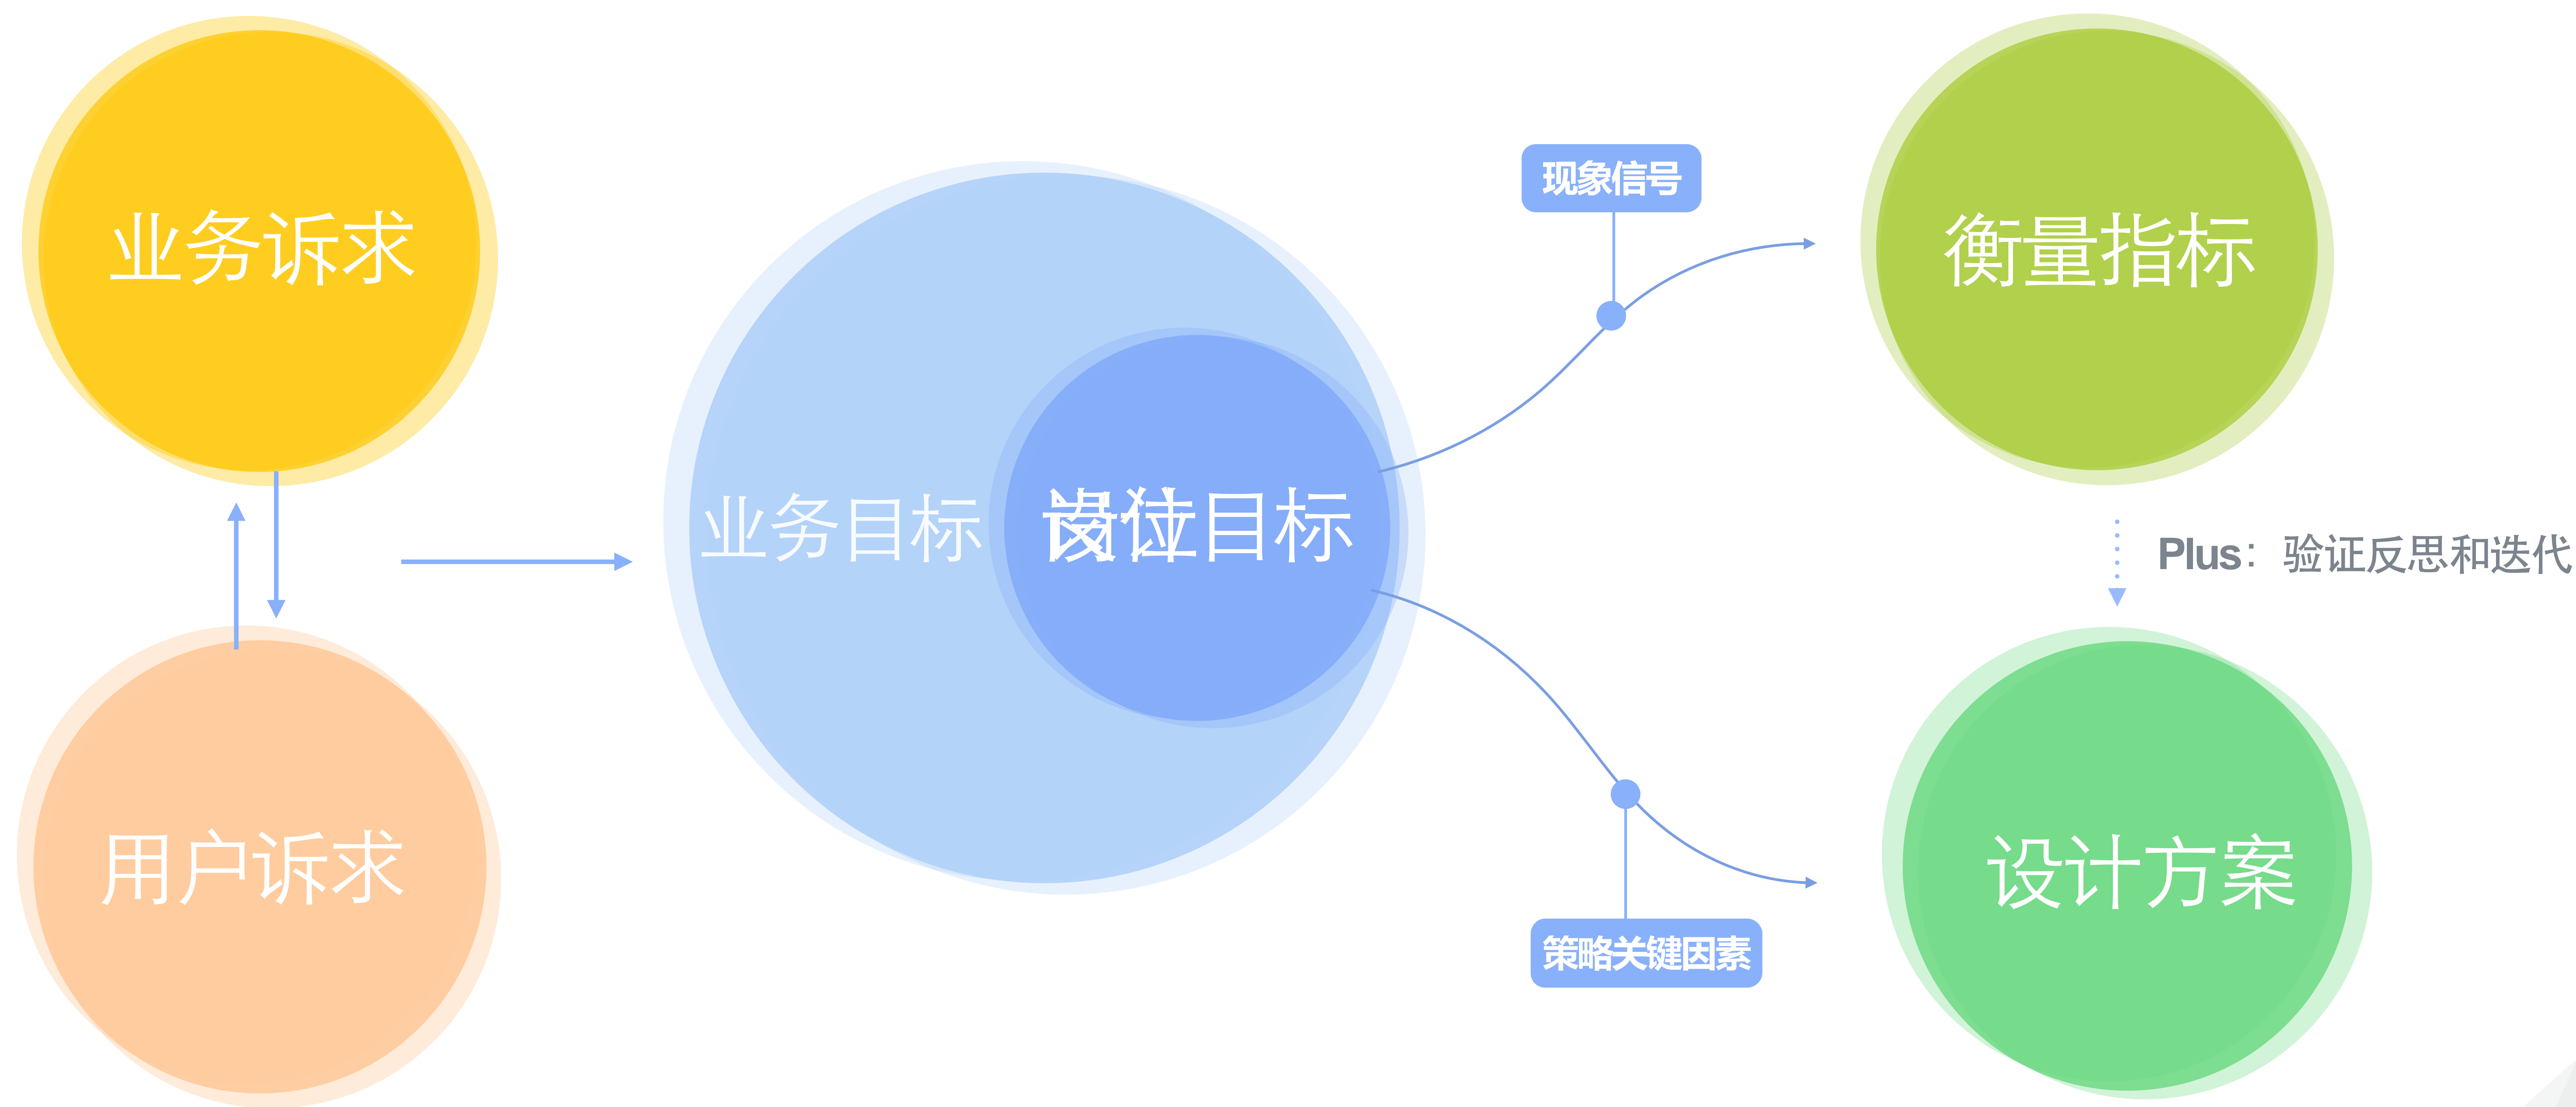 业务诉求
用户诉求
业务目标
目标
现象信号
策略关键因素
衡量指标
Plus：验证反思和迭代
设计方案